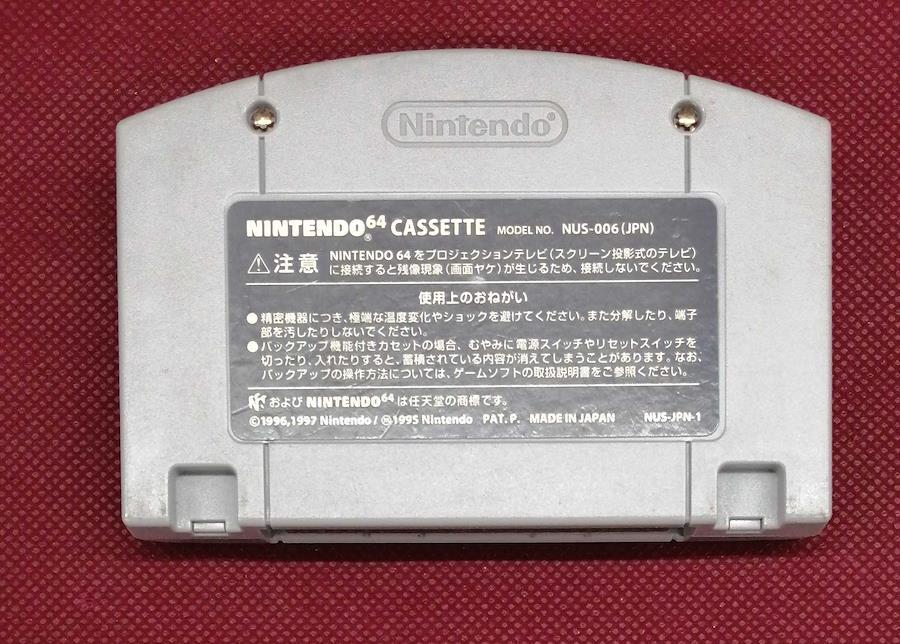 Nintendo®
NINTENDO64® CASSETTE MODEL NO. NUS-006(JPN)
⚠注意 NINTENDO 64をプロジェクションテレビ(スクリーン投影式のテレビ)
に接続すると残像現象(画面ヤケ)が生じるため、接続しないでください。
使用上のおねがい
●精密機器につき、極端な温度変化やショックを避けてください。また分解したり、端子
部を汚したりしないでください。
●バックアップ機能付きカセットの場合、むやみに電源スイッチやリセットスイッチを
切ったり、入れたりすると、蓄積されている内容が消えてしまうことがあります。なお、
バックアップの操作方法については、ゲームソフトの取扱説明書をご参照ください。
および NINTENDO64 は任天堂の商標です。
©1996,1997 Nintendo/Ⓜ1995 Nintendo PAT. P. MADE IN JAPAN NUS-JPN-1